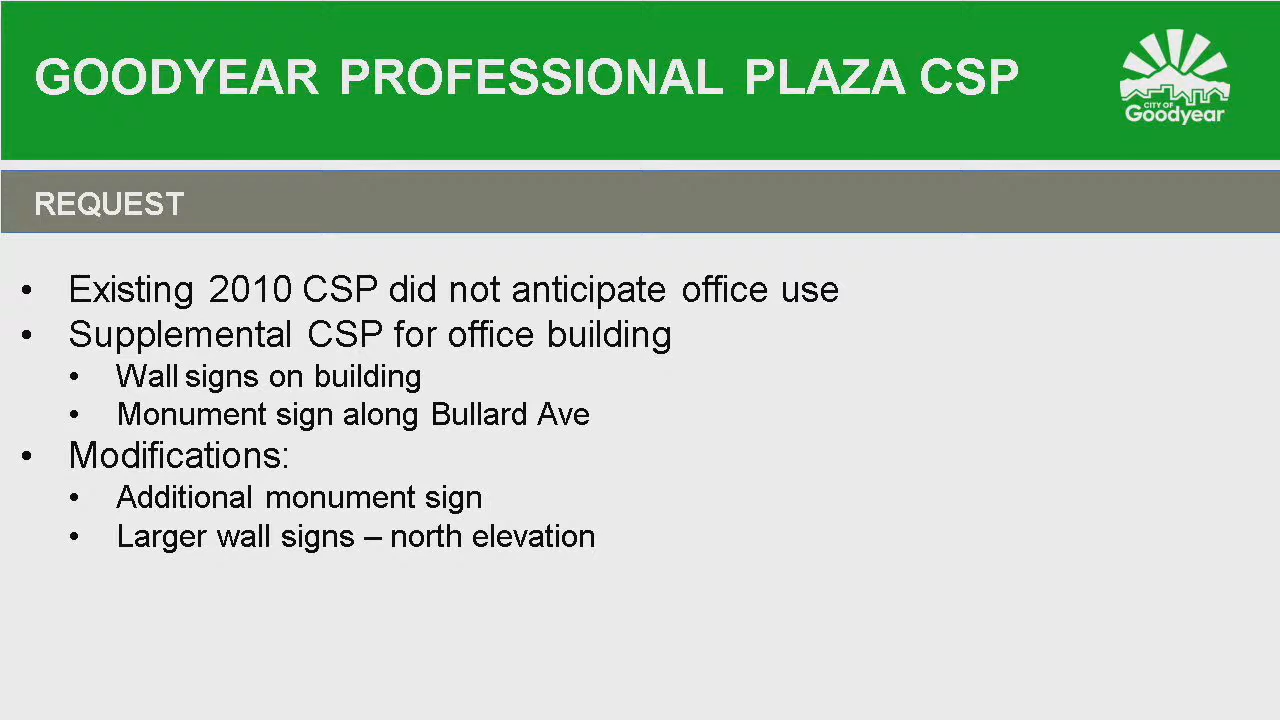 GOODYEAR PROFESSIONAL PLAZA CSP
CITY OF
Goodyear
REQUEST
• Existing 2010 CSP did not anticipate office use
• Supplemental CSP for office building
• Wall signs on building
• Monument sign along Bullard Ave
• Modifications:
• Additional monument sign
• Larger wall signs – north elevation